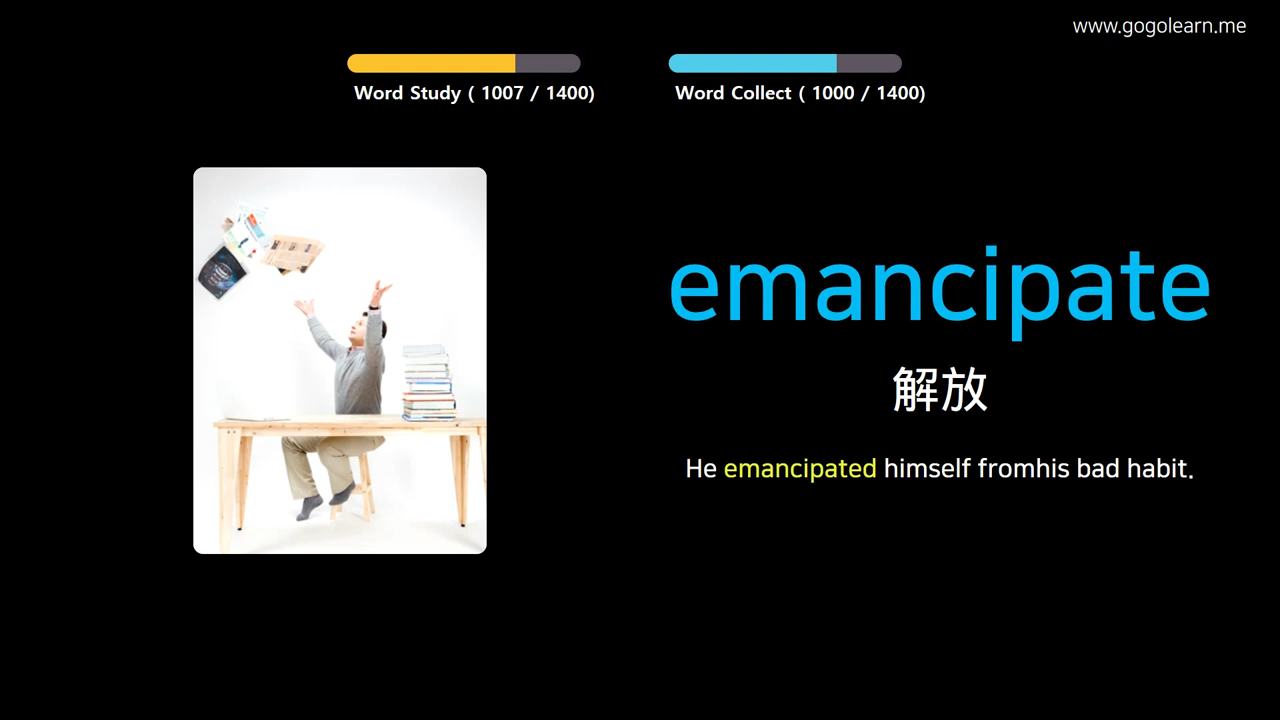 www.gogolearn.me
Word Study ( 1007 / 1400)
Word Collect ( 1000 / 1400)
emancipate
解放
He emancipated himself fromhis bad habit.